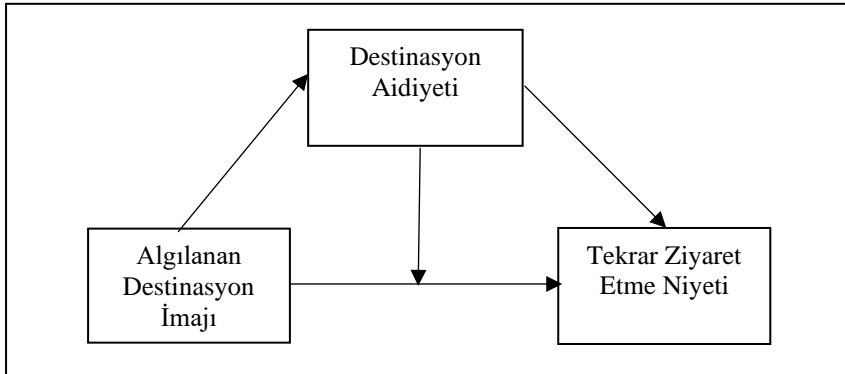 Destinasyon
Aidiyeti
Algılanan
Destinasyon
İmajı
Tekrar Ziyaret
Etme Niyeti